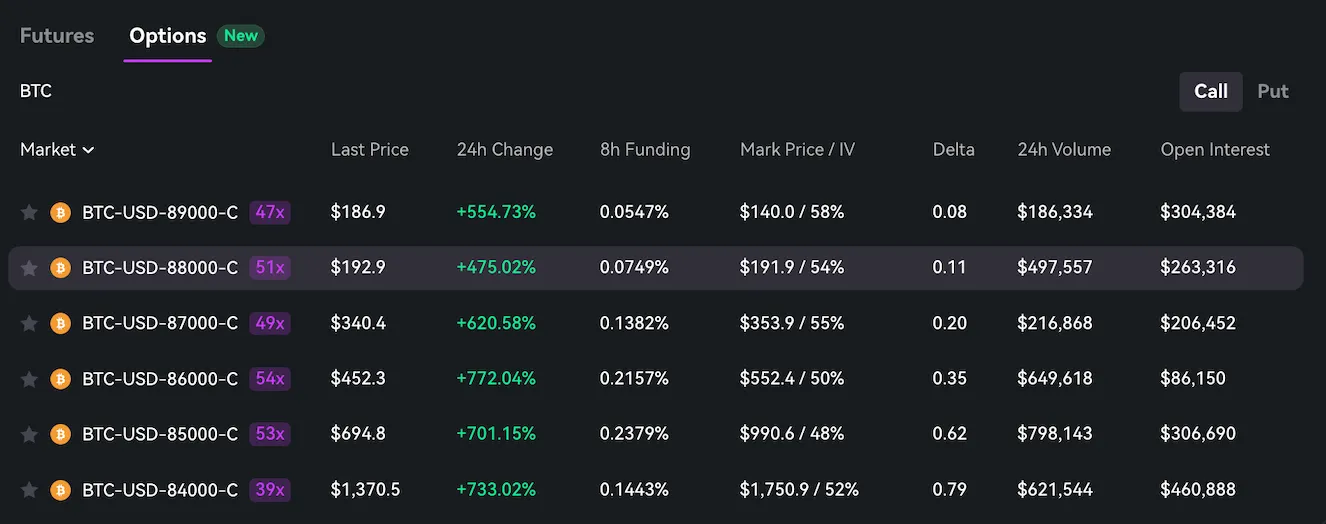 Futures Options New
BTC Call Put
Market Last Price 24h Change 8h Funding Mark Price / IV Delta 24h Volume Open Interest
BTC-USD-89000-C 47x $186.9 +554.73% 0.0547% $140.0 / 58% 0.08 $186,334 $304,384
BTC-USD-88000-C 51x $192.9 +475.02% 0.0749% $191.9 / 54% 0.11 $497,557 $263,316
BTC-USD-87000-C 49x $340.4 +620.58% 0.1382% $353.9 / 55% 0.20 $216,868 $206,452
BTC-USD-86000-C 54x $452.3 +772.04% 0.2157% $552.4 / 50% 0.35 $649,618 $86,150
BTC-USD-85000-C 53x $694.8 +701.15% 0.2379% $990.6 / 48% 0.62 $798,143 $306,690
BTC-USD-84000-C 39x $1,370.5 +733.02% 0.1443% $1,750.9 / 52% 0.79 $621,544 $460,888